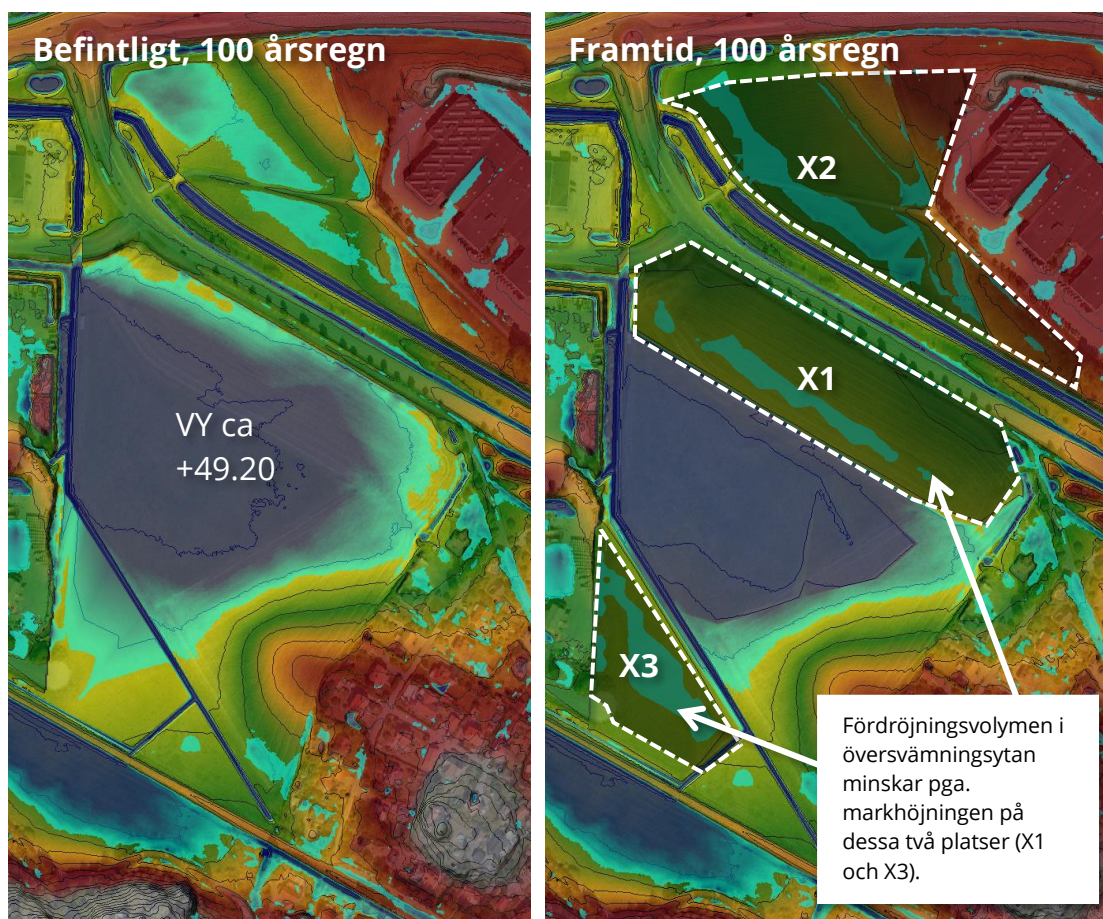 Befintligt, 100 årsregn
VY ca
+49.20
Framtid, 100 årsregn
X2
X1
X3
Fördröjningsvolymen i
översvämningsytan
minskar pga.
markhöjningen på
dessa två platser (X1
och X3).